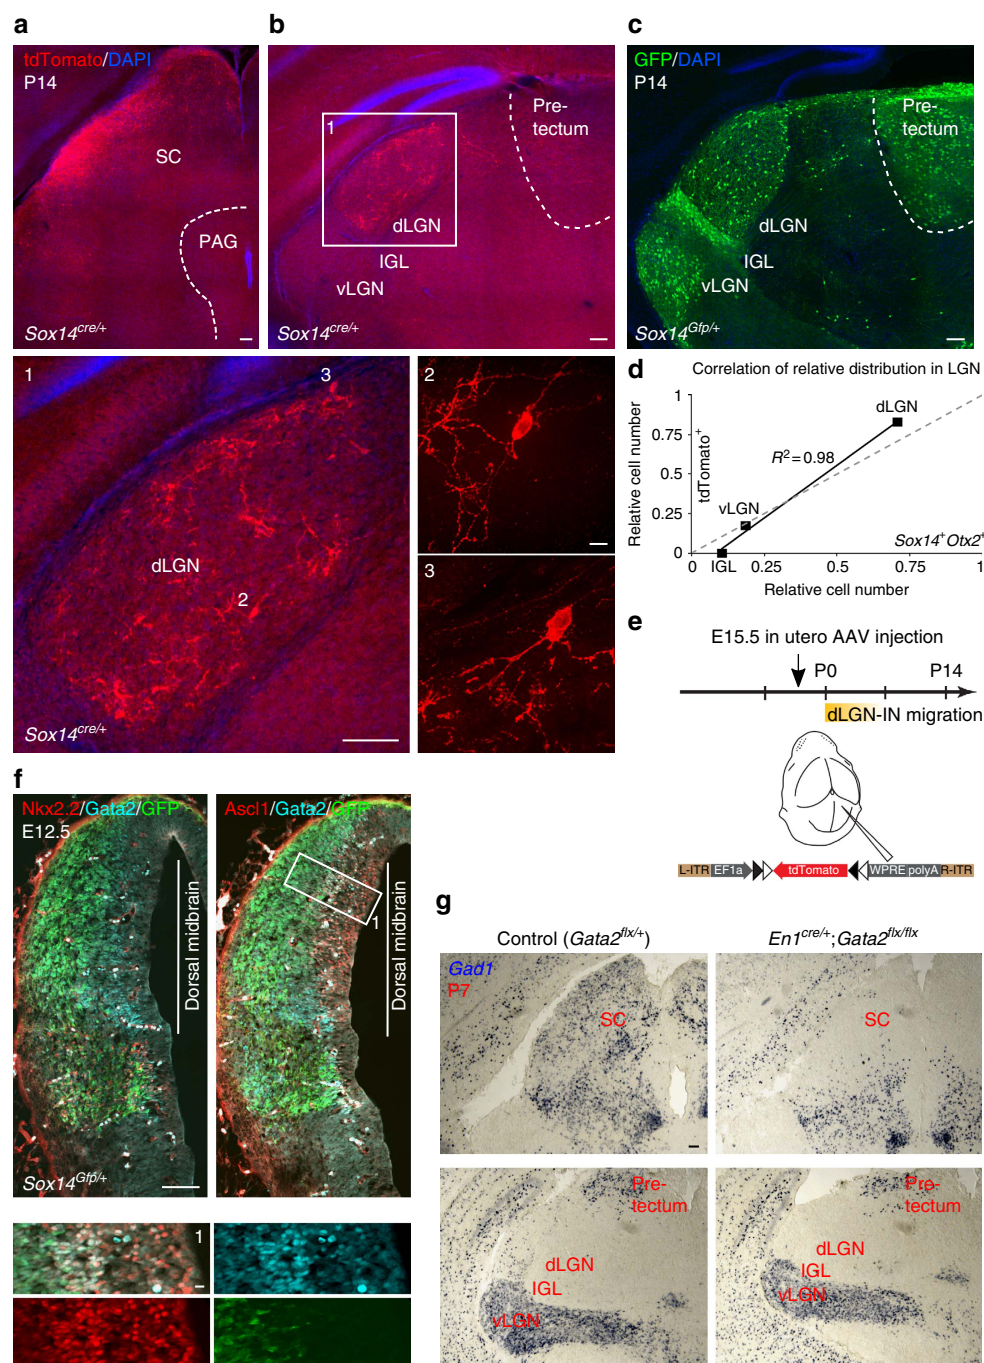 a
tdTomato/DAPI
P14
SC
PAG
Sox14cre/+
b
1
Pre-
tectum
dLGN
IGL
vLGN
Sox14cre/+
c
GFP/DAPI
P14
Pre-
tectum
dLGN
IGL
vLGN
Sox14Gfp/+
1
3
dLGN
2
Sox14cre/+
2
3
d
Correlation of relative distribution in LGN
Relative cell number
tdTomato+
1
0.75
0.5
0.25
0
dLGN
R2=0.98
vLGN
IGL
Sox14+Otx2+
0
0.25
0.5
0.75
1
Relative cell number
e
E15.5 in utero AAV injection
P0
P14
dLGN-IN migration
L-ITR EF1a tdTomato WPRE polyA R-ITR
f
Nkx2.2/Gata2/GFP
E12.5
Dorsal midbrain
Sox14Gfp/+
Ascl1/Gata2/GFP
1
Dorsal midbrain
1
g
Control (Gata2flx/+)
En1cre/+;Gata2flx/flx
Gad1
P7
SC
SC
Pre-
tectum
dLGN
IGL
vLGN
Pre-
tectum
dLGN
IGL
vLGN